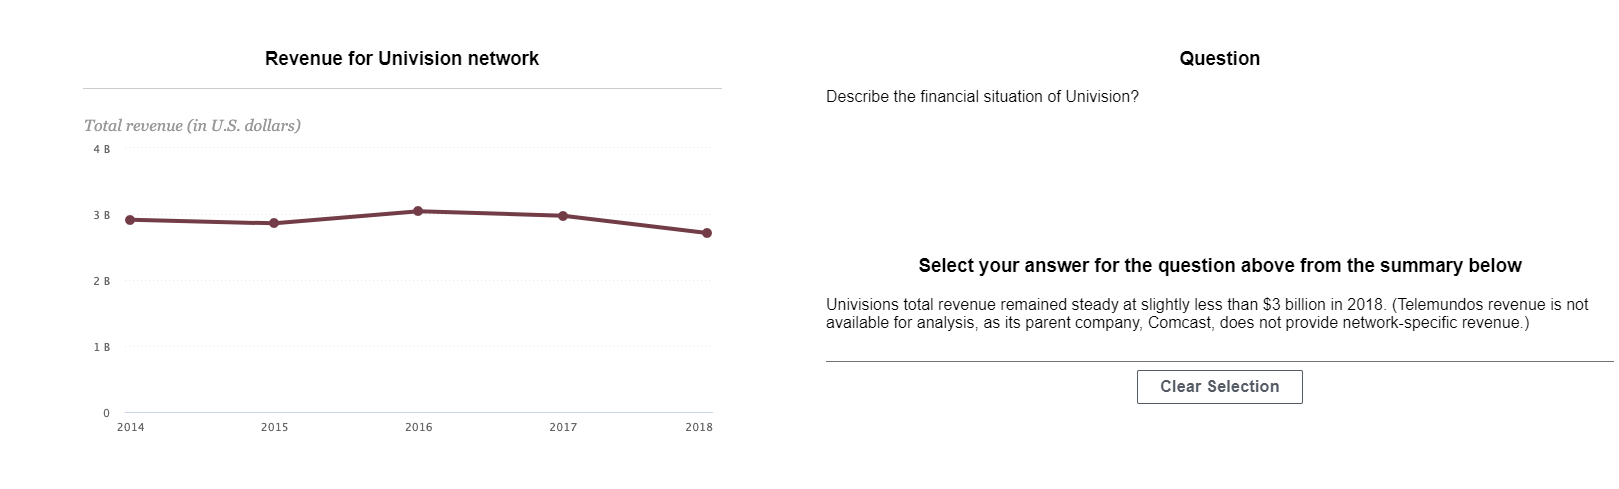 Revenue for Univision network
Total revenue (in U.S. dollars)
4 B
3 B
2 B
1 B
0
2014
2015
2016
2017
2018
Question
Describe the financial situation of Univision?
Select your answer for the question above from the summary below
Univisions total revenue remained steady at slightly less than $3 billion in 2018. (Telemundos revenue is not
available for analysis, as its parent company, Comcast, does not provide network-specific revenue.)
Clear Selection